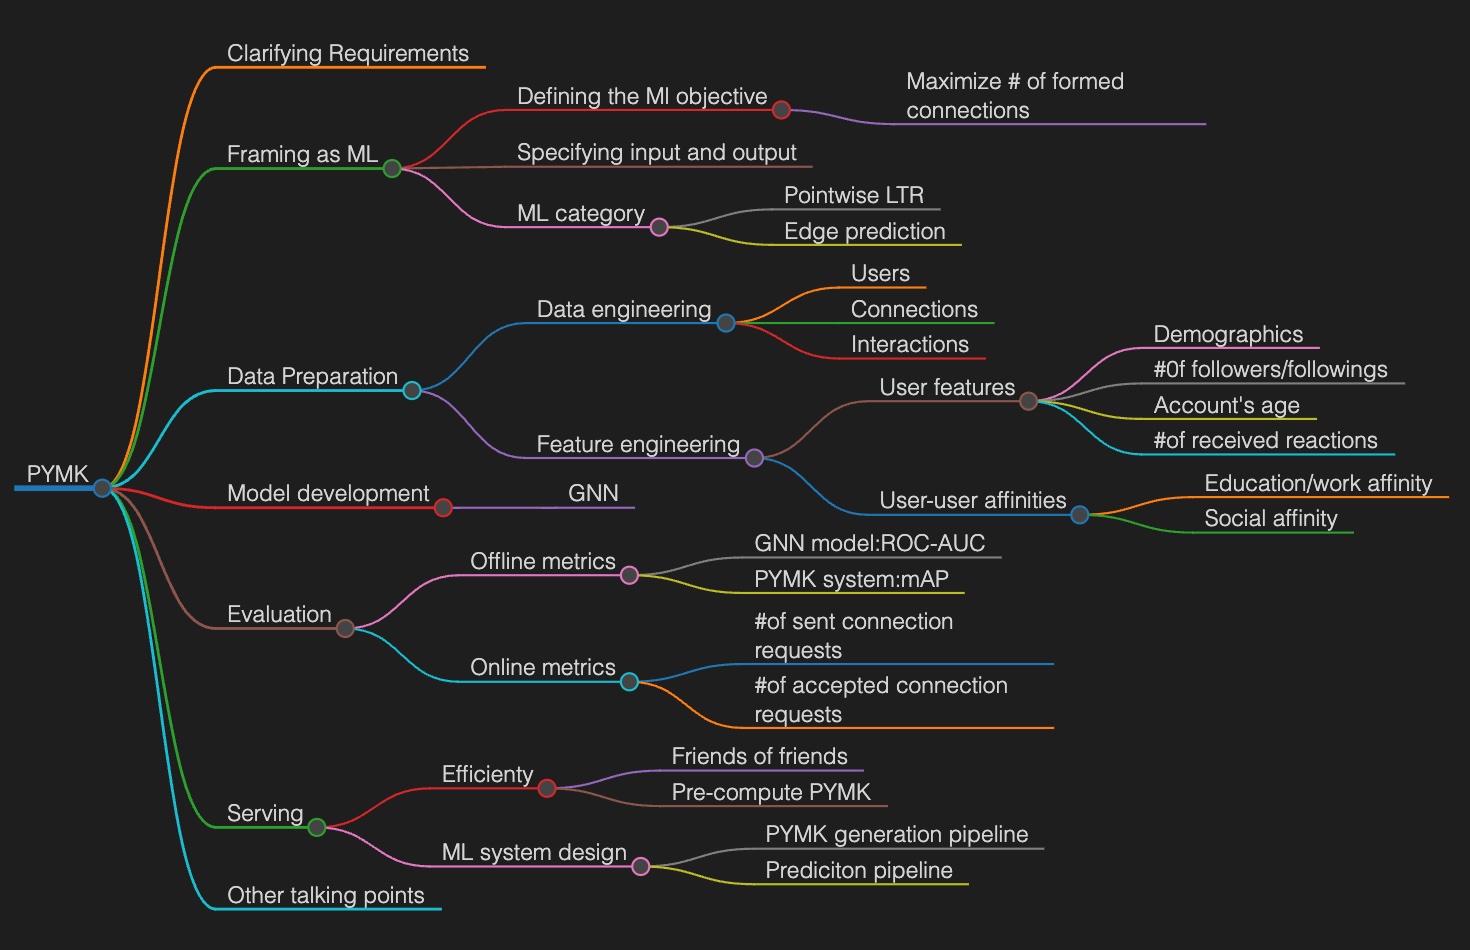 Clarifying Requirements
Maximize # of formed
connections
Defining the Ml objective
Framing as ML
Specifying input and output
ML category
Pointwise LTR
Edge prediction
Users
Data engineering
Connections
Interactions
Data Preparation
Demographics
#0f followers/followings
User features
Account's age
#of received reactions
Feature engineering
PYMK
Model development
GNN
User-user affinities
Education/work affinity
Social affinity
GNN model:ROC-AUC
Offline metrics
PYMK system:mAP
Evaluation
#of sent connection
requests
Online metrics
#of accepted connection
requests
Friends of friends
Efficienty
Pre-compute PYMK
Serving
PYMK generation pipeline
ML system design
Prediciton pipeline
Other talking points